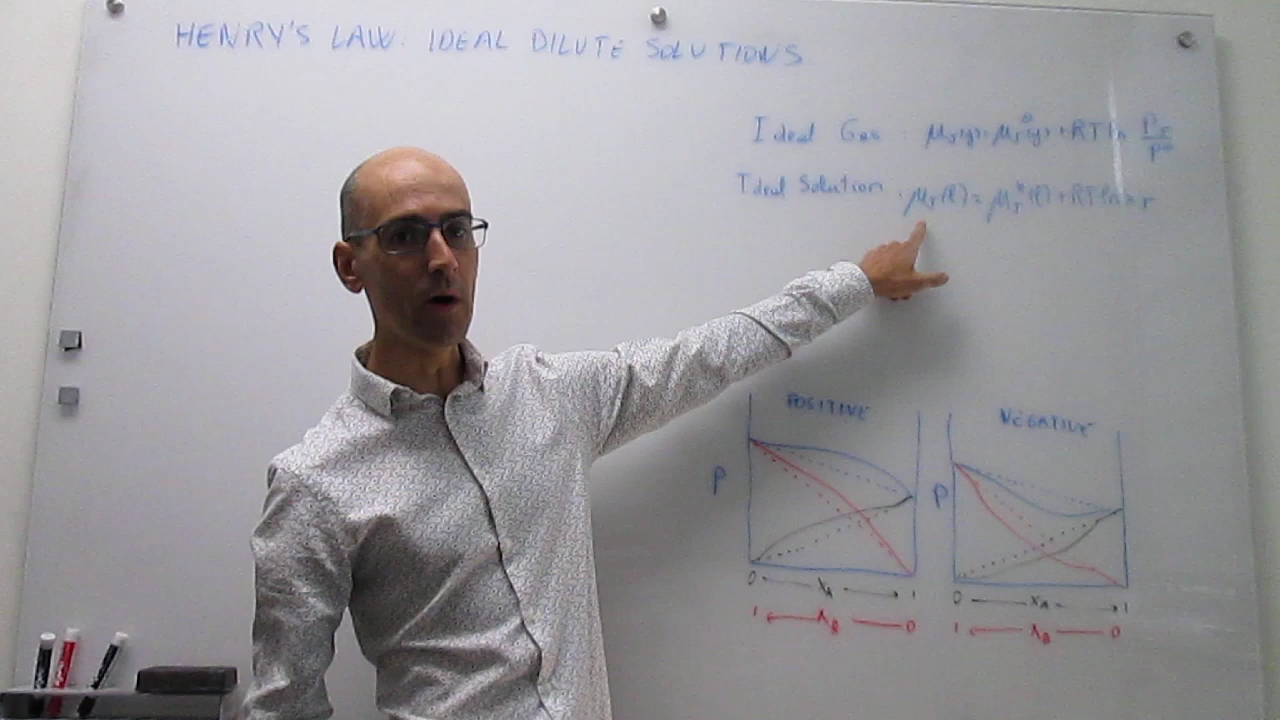 HENRY'S LAW. IDEAL DILUTE SOLUTIONS
Ideal Gas : μJ(g) = μJ°(g) + RT ln PJ/P°
Ideal Solution : μJ(l) = μJ*(l) + RT ln xJ
POSITIVE
NEGATIVE
P
P
0 xA 1
1 xB 0
0 xA 1
1 xB 0